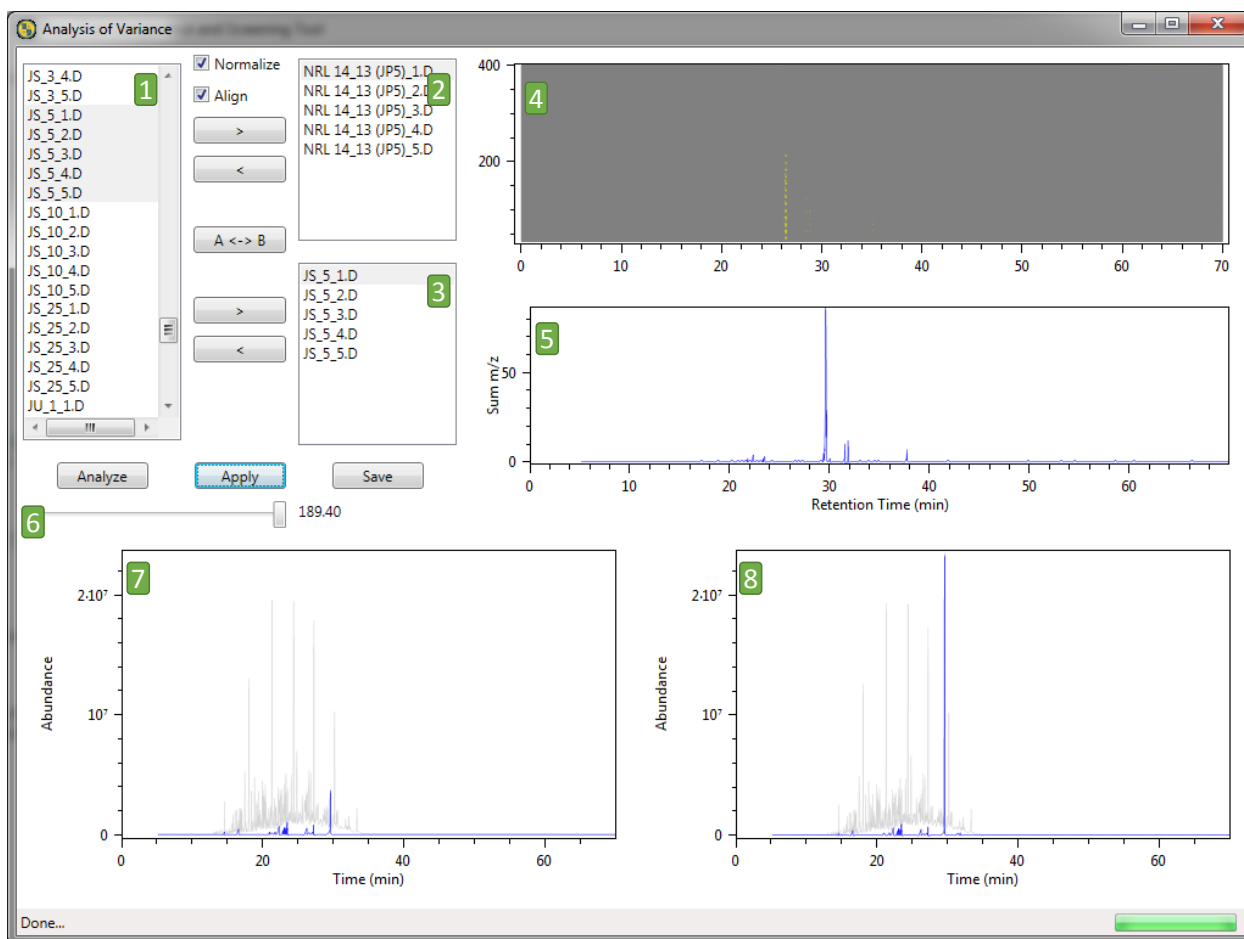 Analysis of Variance
JS_3_4.D
JS_3_5.D
JS_5_1.D
JS_5_2.D
JS_5_3.D
JS_5_4.D
JS_5_5.D
JS_10_1.D
JS_10_2.D
JS_10_3.D
JS_10_4.D
JS_10_5.D
JS_25_1.D
JS_25_2.D
JS_25_3.D
JS_25_4.D
JS_25_5.D
JU_1_1.D
1
Normalize
Align
>
<
A <-> B
>
<
NRL 14_13 (JP5)_1.D
NRL 14_13 (JP5)_2.D
NRL 14_13 (JP5)_3.D
NRL 14_13 (JP5)_4.D
NRL 14_13 (JP5)_5.D
2
JS_5_1.D
JS_5_2.D
JS_5_3.D
JS_5_4.D
JS_5_5.D
3
400
200
4
0 10 20 30 40 50 60 70
5
Sum m/z
50
0
0 10 20 30 40 50 60
Retention Time (min)
Analyze Apply Save
6 189.40
7
Abundance
2·10⁷
10⁷
0
0 20 40 60
Time (min)
8
Abundance
2·10⁷
10⁷
0
0 20 40 60
Time (min)
Done...